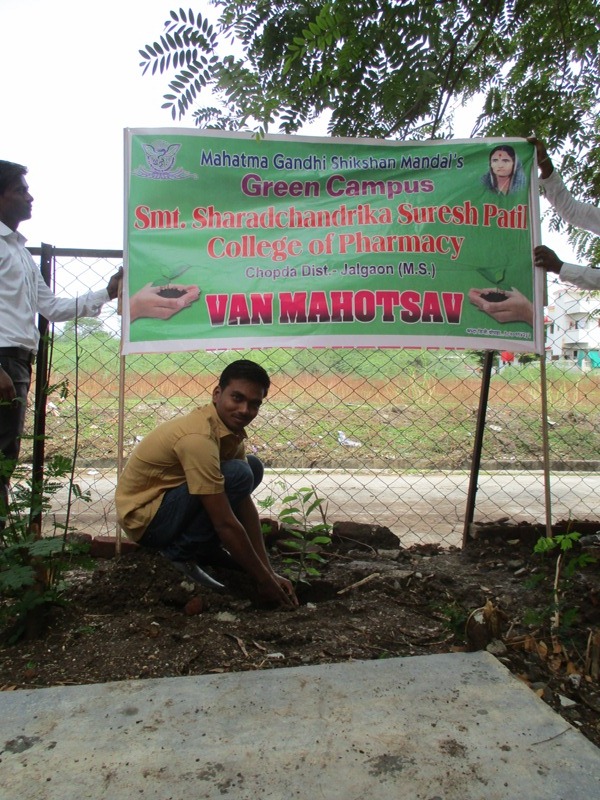 Mahatma Gandhi Shikshan Mandal's
Green Campus
Smt. Sharadchandrika Suresh Patil
College of Pharmacy
Chopda Dist:- Jalgaon (M.S.)
VAN MAHOTSAV